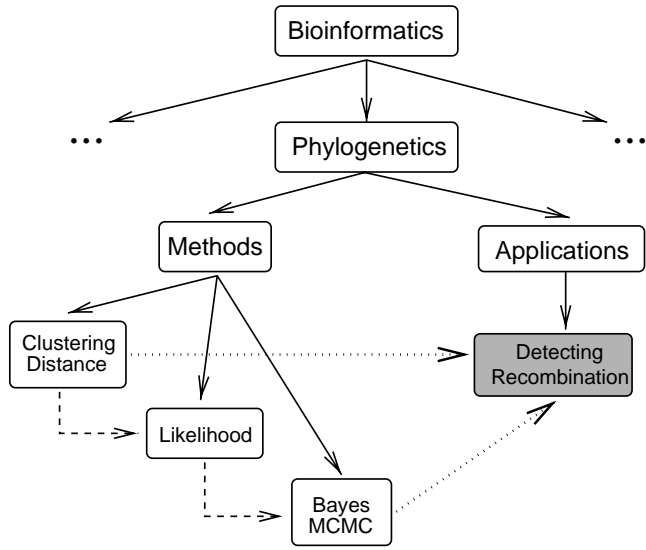 Bioinformatics
...
Phylogenetics
...
Methods
Applications
Clustering
Distance
Detecting
Recombination
Likelihood
Bayes
MCMC